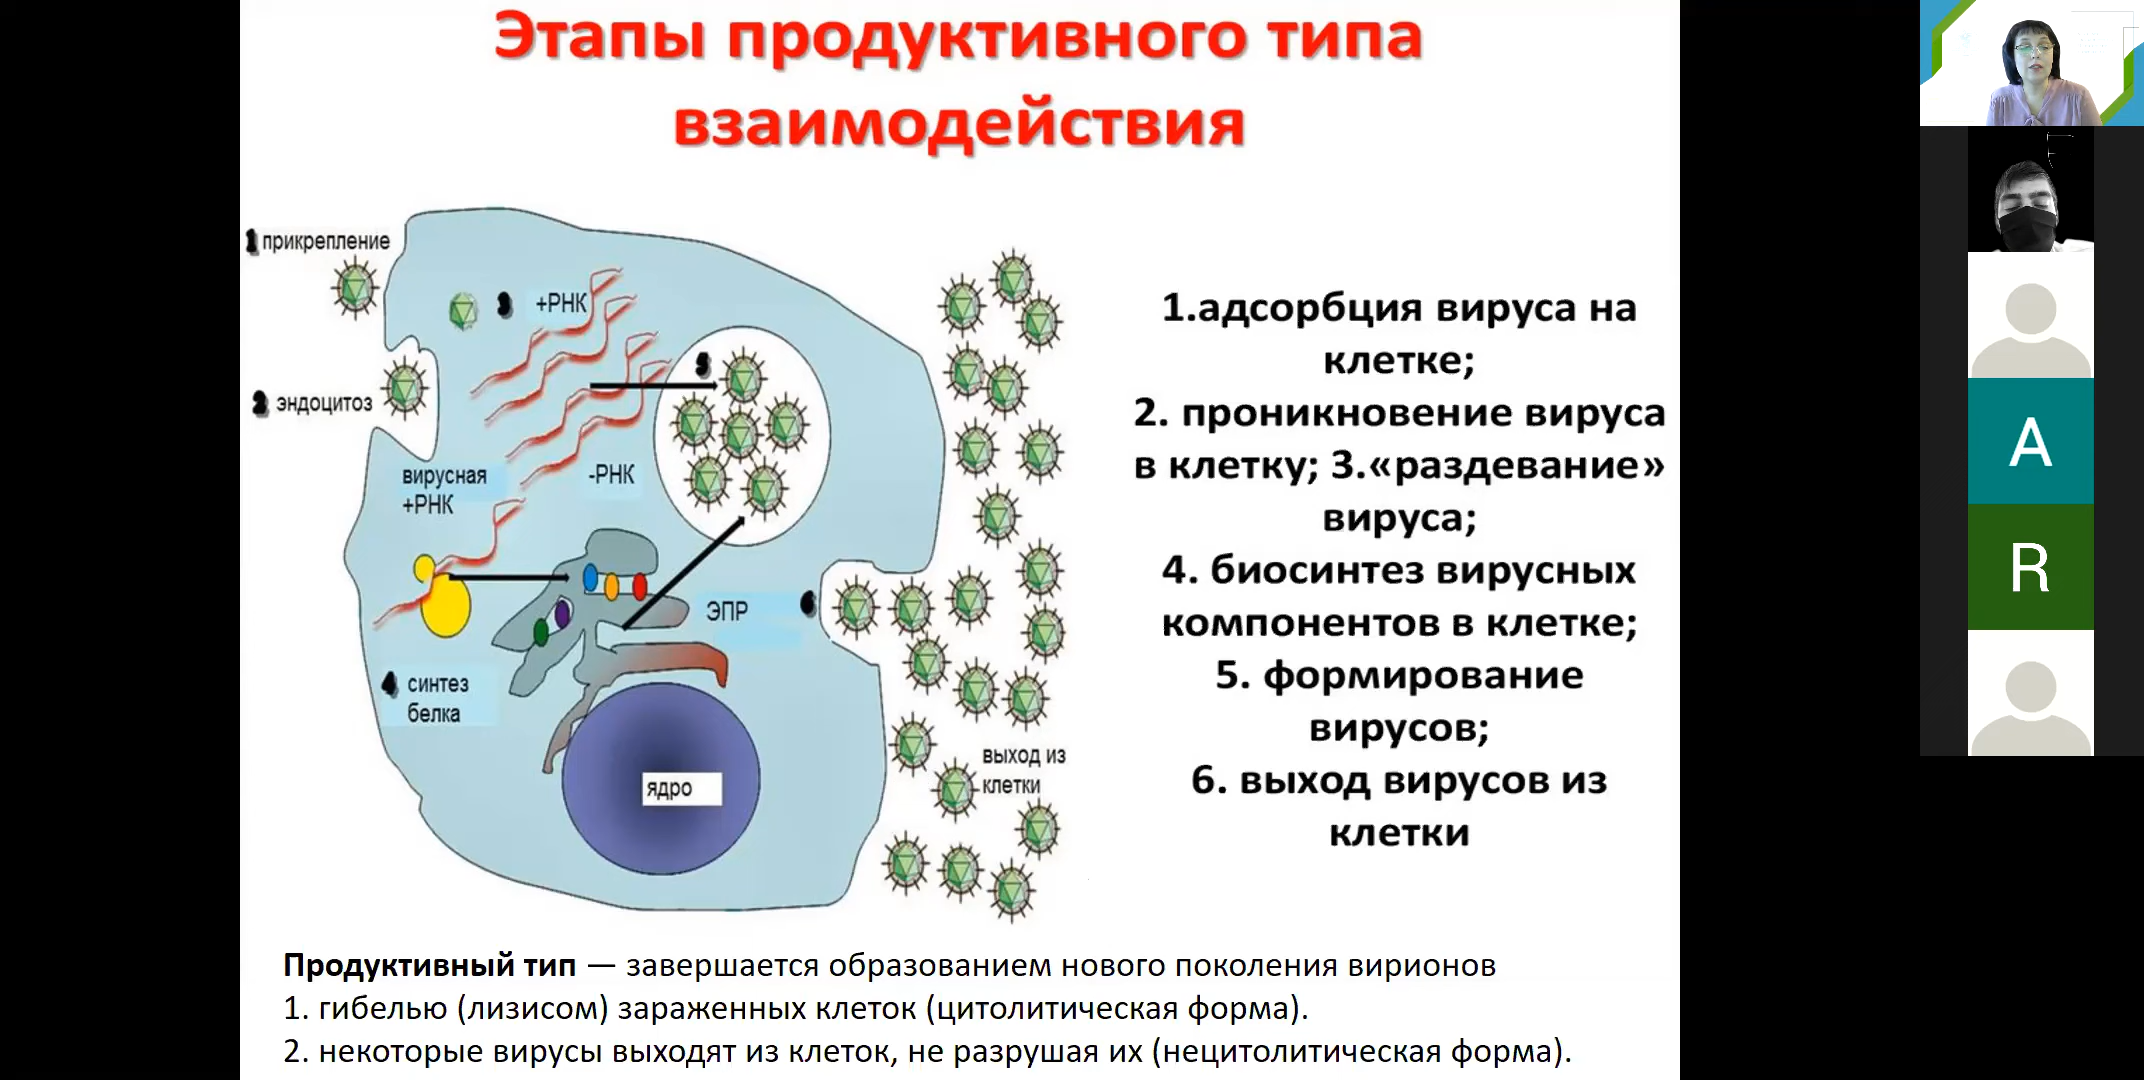 Этапы продуктивного типа
взаимодействия
1 прикрепление
3 +РНК
5
2 эндоцитоз
вирусная
+РНК
-РНК
ЭПР
6
4 синтез
белка
ядро
выход из
клетки
1.адсорбция вируса на
клетке;
2. проникновение вируса
в клетку; 3.«раздевание»
вируса;
4. биосинтез вирусных
компонентов в клетке;
5. формирование
вирусов;
6. выход вирусов из
клетки
Продуктивный тип — завершается образованием нового поколения вирионов
1. гибелью (лизисом) зараженных клеток (цитолитическая форма).
2. некоторые вирусы выходят из клеток, не разрушая их (нецитолитическая форма).
A
R